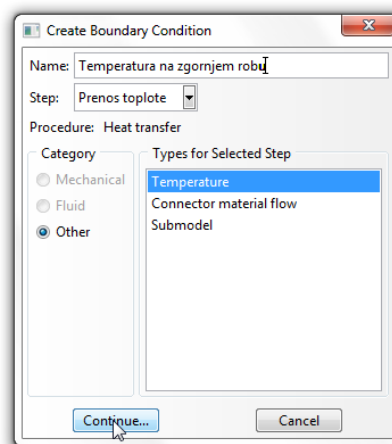 Create Boundary Condition
Name: Temperatura na zgornjem robu
Step: Prenos toplote
Procedure: Heat transfer
Category
Mechanical
Fluid
Other
Types for Selected Step
Temperature
Connector material flow
Submodel
Continue... Cancel